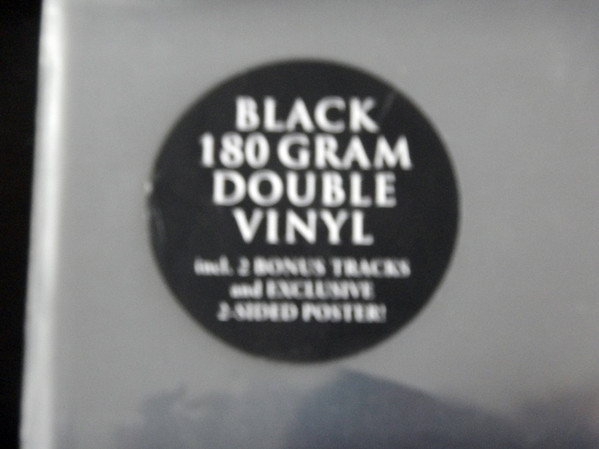 BLACK
180 GRAM
DOUBLE
VINYL
incl. 2 BONUS TRACKS
and EXCLUSIVE
2-SIDED POSTER!